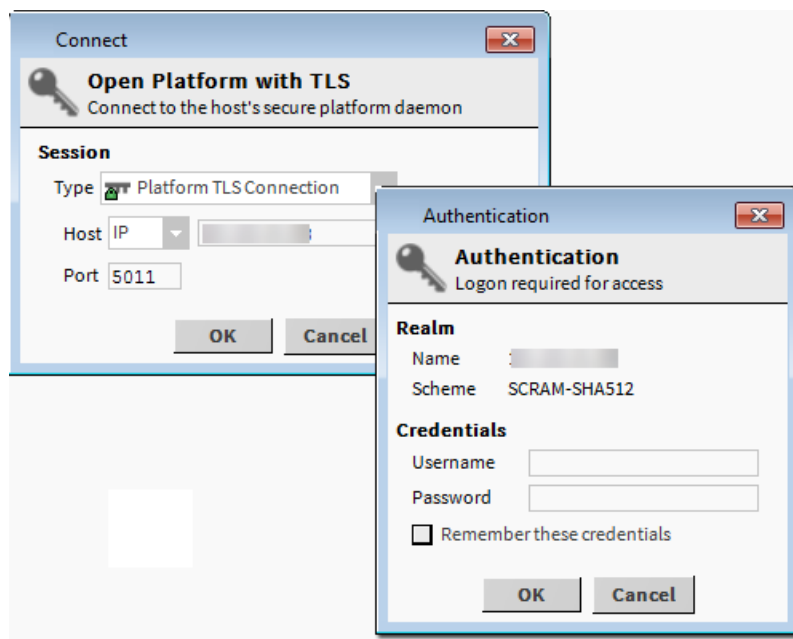 Connect
Open Platform with TLS
Connect to the host's secure platform daemon
Session
Type Platform TLS Connection
Host IP
Port 5011
OK Cancel
Authentication
Authentication
Logon required for access
Realm
Name
Scheme SCRAM-SHA512
Credentials
Username
Password
Remember these credentials
OK Cancel